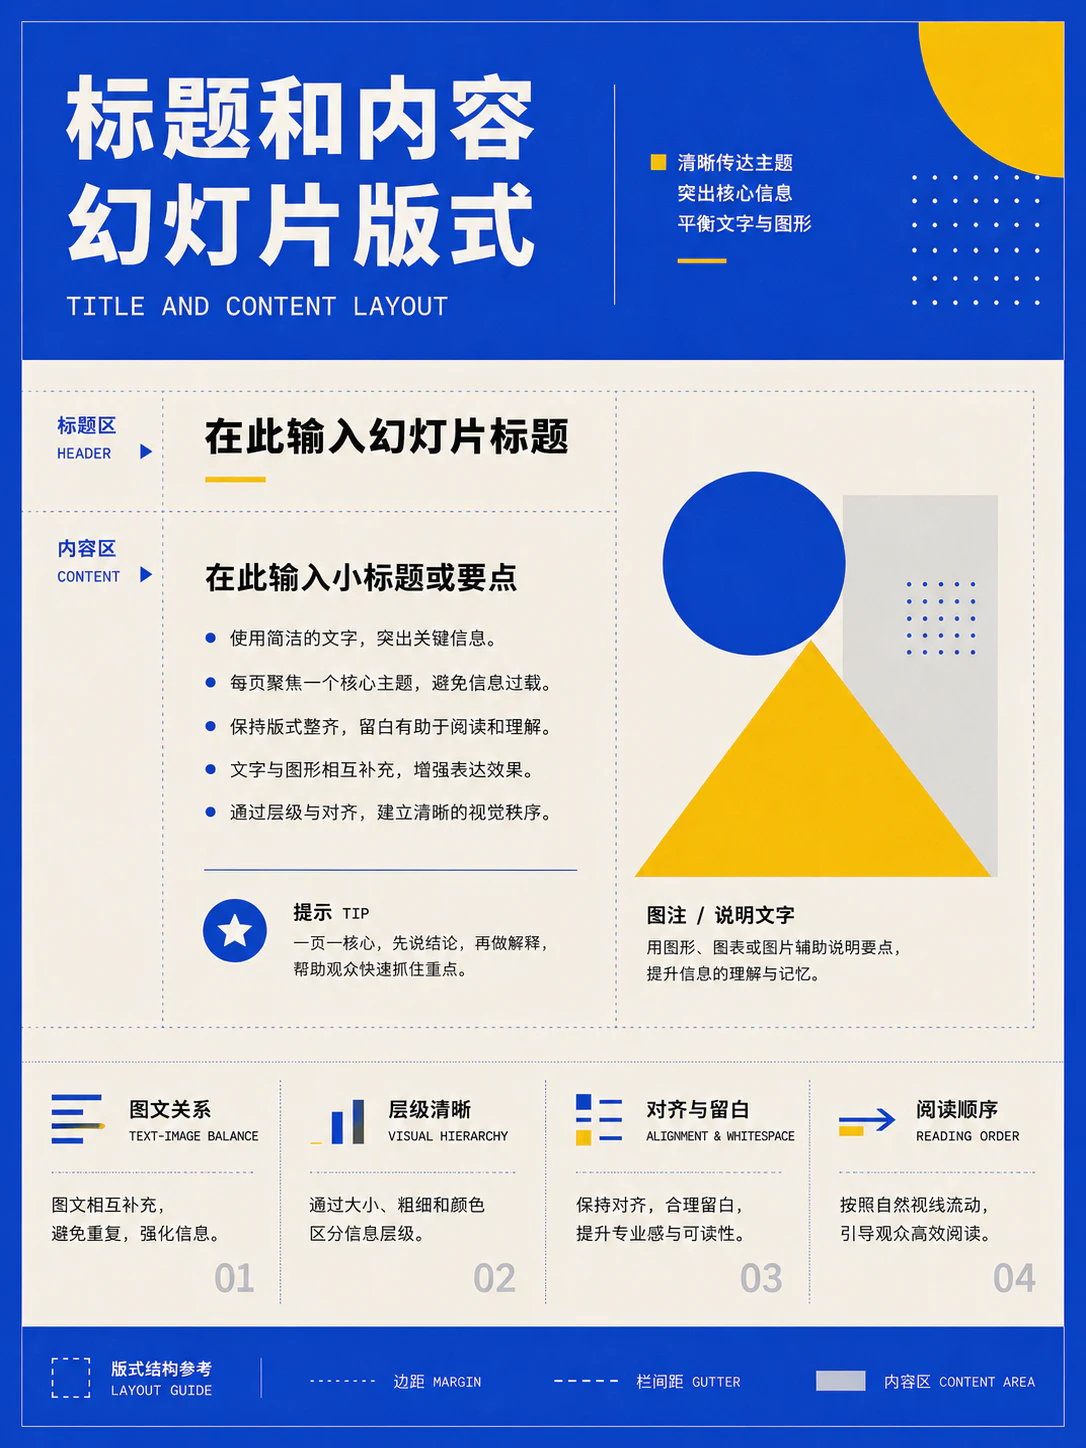 标题和内容
幻灯片版式
TITLE AND CONTENT LAYOUT
清晰传达主题
突出核心信息
平衡文字与图形
标题区
HEADER
在此输入幻灯片标题
内容区
CONTENT
在此输入小标题或要点
使用简洁的文字，突出关键信息。
每页聚焦一个核心主题，避免信息过载。
保持版式整齐，留白有助于阅读和理解。
文字与图形相互补充，增强表达效果。
通过层级与对齐，建立清晰的视觉秩序。
提示 TIP
一页一核心，先说结论，再做解释，
帮助观众快速抓住重点。
图注 / 说明文字
用图形、图表或图片辅助说明要点，
提升信息的理解与记忆。
图文关系
TEXT-IMAGE BALANCE
图文相互补充，
避免重复，强化信息。
01
层级清晰
VISUAL HIERARCHY
通过大小、粗细和颜色
区分信息层级。
02
对齐与留白
ALIGNMENT & WHITESPACE
保持对齐，合理留白，
提升专业感与可读性。
03
阅读顺序
READING ORDER
按照自然视线流动，
引导观众高效阅读。
04
版式结构参考
LAYOUT GUIDE
边距 MARGIN
栏间距 GUTTER
内容区 CONTENT AREA